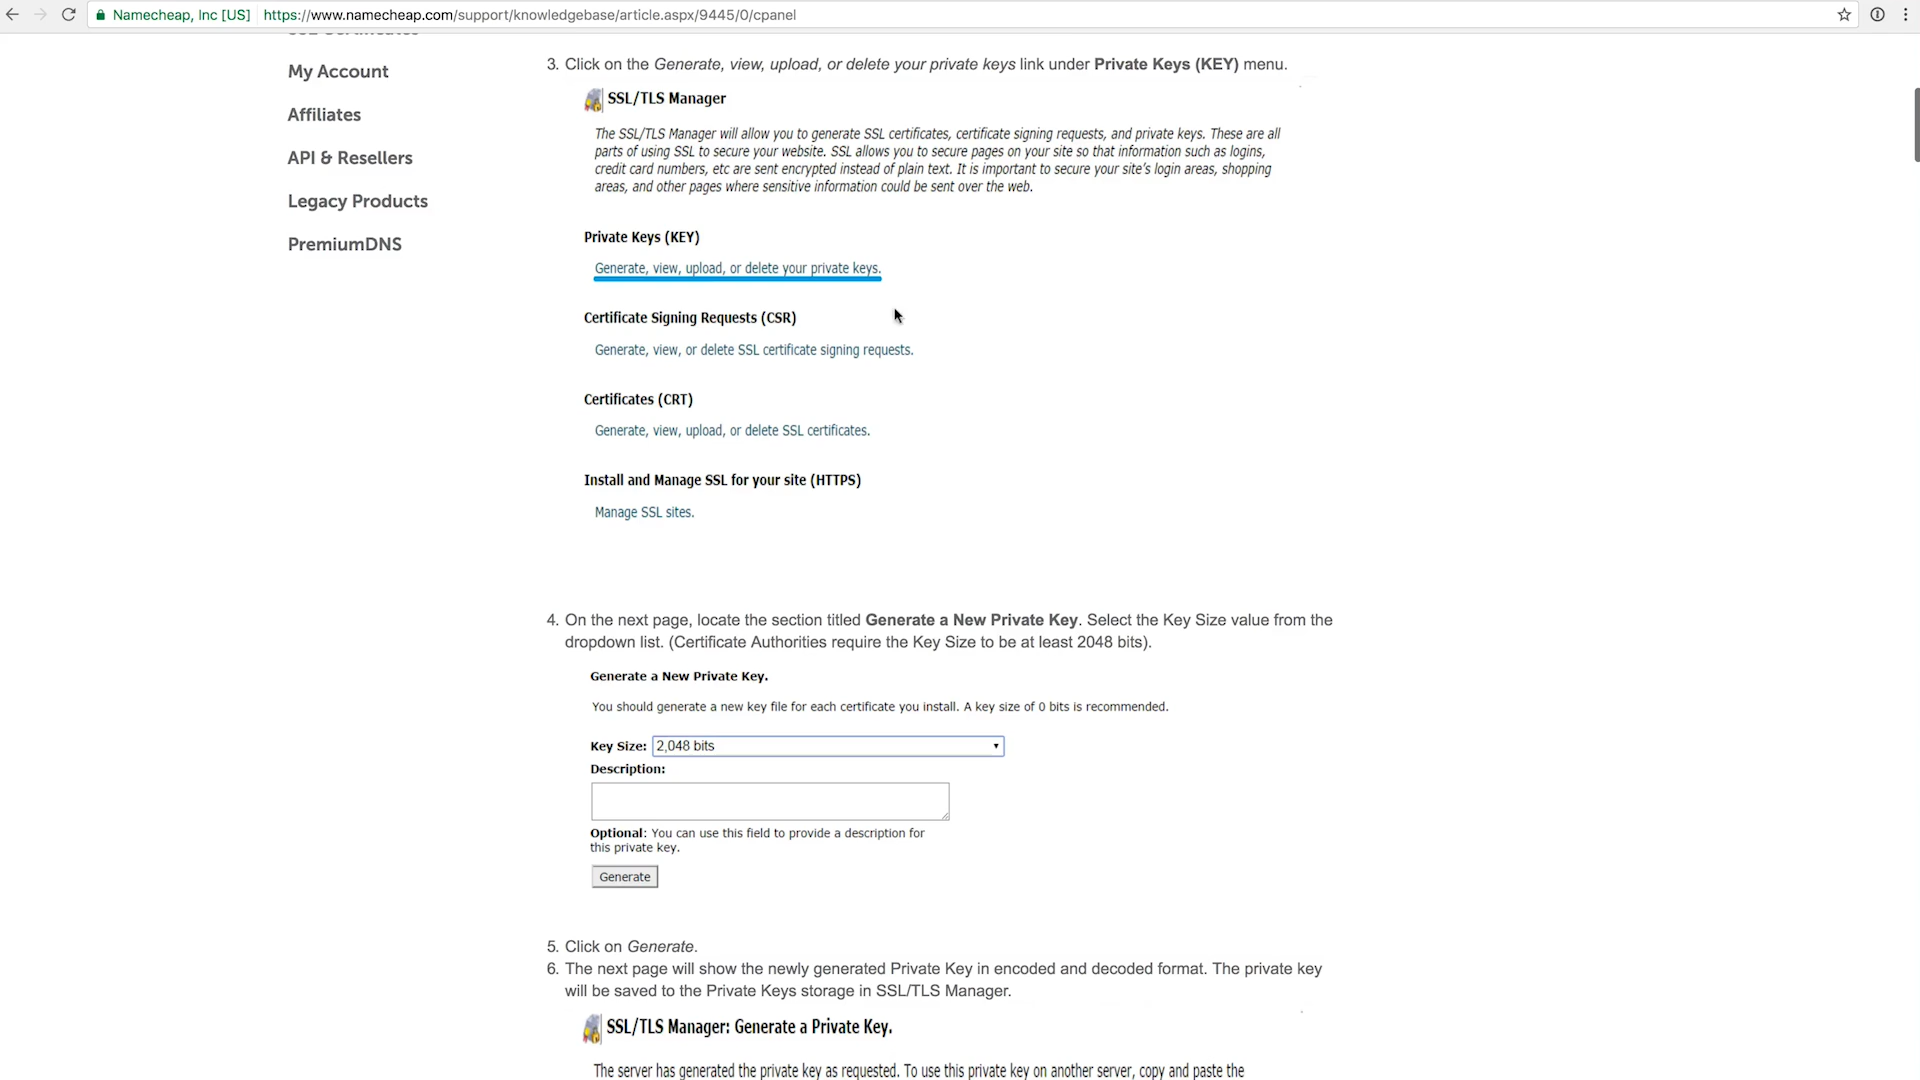 Namecheap, Inc [US] https://www.namecheap.com/support/knowledgebase/article.aspx/9445/0/cpanel
My Account
Affiliates
API & Resellers
Legacy Products
PremiumDNS
3. Click on the Generate, view, upload, or delete your private keys link under Private Keys (KEY) menu.
SSL/TLS Manager
The SSL/TLS Manager will allow you to generate SSL certificates, certificate signing requests, and private keys. These are all
parts of using SSL to secure your website. SSL allows you to secure pages on your site so that information such as logins,
credit card numbers, etc are sent encrypted instead of plain text. It is important to secure your site's login areas, shopping
areas, and other pages where sensitive information could be sent over the web.
Private Keys (KEY)
Generate, view, upload, or delete your private keys.
Certificate Signing Requests (CSR)
Generate, view, or delete SSL certificate signing requests.
Certificates (CRT)
Generate, view, upload, or delete SSL certificates.
Install and Manage SSL for your site (HTTPS)
Manage SSL sites.
4. On the next page, locate the section titled Generate a New Private Key. Select the Key Size value from the
dropdown list. (Certificate Authorities require the Key Size to be at least 2048 bits).
Generate a New Private Key.
You should generate a new key file for each certificate you install. A key size of 0 bits is recommended.
Key Size: 2,048 bits
Description:
Optional: You can use this field to provide a description for
this private key.
Generate
5. Click on Generate.
6. The next page will show the newly generated Private Key in encoded and decoded format. The private key
will be saved to the Private Keys storage in SSL/TLS Manager.
SSL/TLS Manager: Generate a Private Key.
The server has generated the private key as requested. To use this private key on another server, copy and paste the